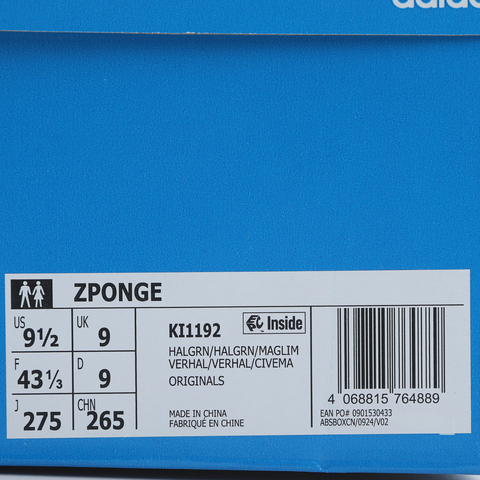 adidas
ZPONGE
US 9½ UK 9
F 43⅓ D 9
J 275 CHN 265
KI1192 Inside
HALGRN/HALGRN/MAGLIM
VERHAL/VERHAL/CIVEMA
ORIGINALS
MADE IN CHINA
FABRIQUÉ EN CHINE
4 068815 764889
EAN PO# 0901530433
ABSBOXCN/0924/V02